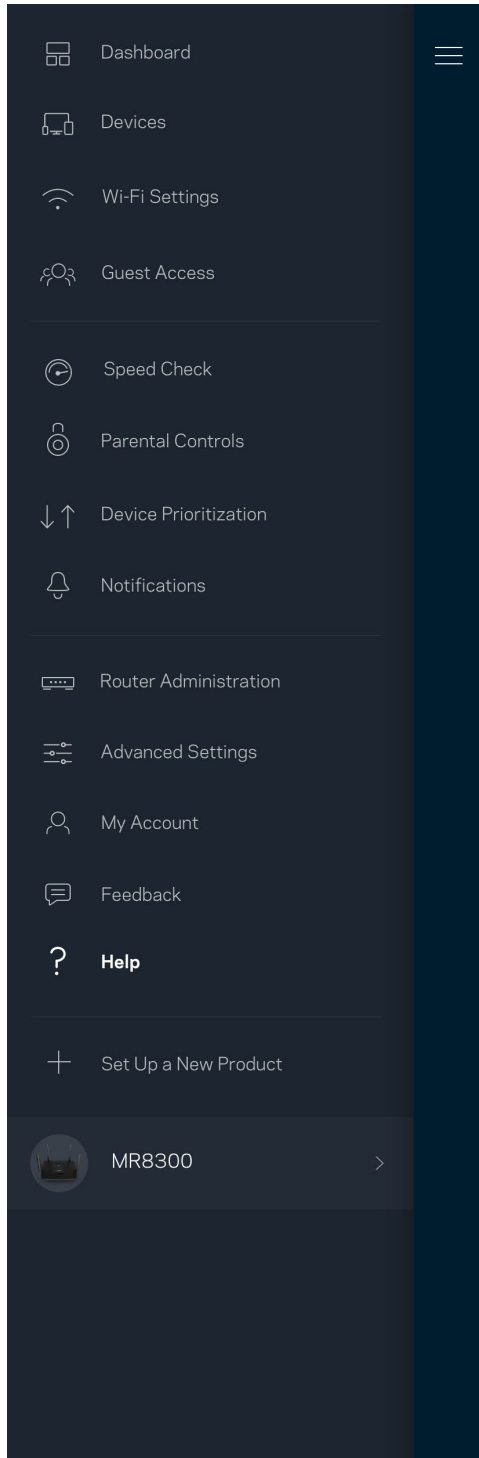 Dashboard
Devices
Wi-Fi Settings
Guest Access
Speed Check
Parental Controls
Device Prioritization
Notifications
Router Administration
Advanced Settings
My Account
Feedback
? Help
Set Up a New Product
MR8300